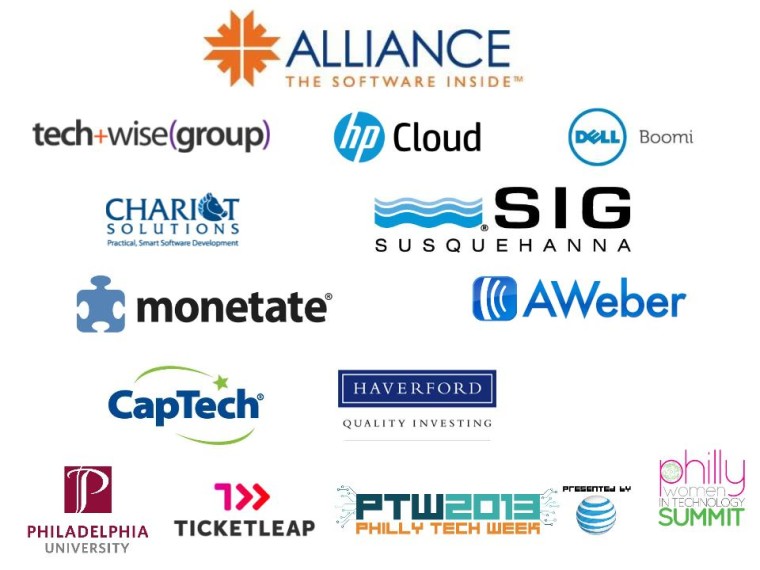 ALLIANCE
THE SOFTWARE INSIDE™
tech+wise(group)
hp Cloud
DELL Boomi
CHARIOT
SOLUTIONS
Practical, Smart Software Development
SIG
®
SUSQUEHANNA
monetate®
AWeber
CapTech®
HAVERFORD
QUALITY INVESTING
P
PHILADELPHIA
UNIVERSITY
TICKETLEAP
PTW2013
PHILLY TECH WEEK
PRESENTED BY
philly
women
IN TECHNOLOGY
SUMMIT